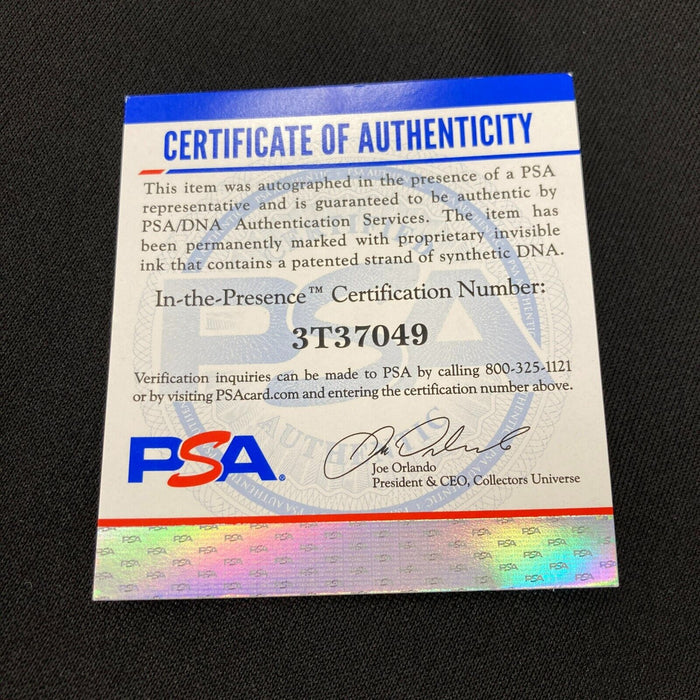 CERTIFICATE OF AUTHENTICITY
This item was autographed in the presence of a PSA
representative and is guaranteed to be authentic by
PSA/DNA Authentication Services. The item has
been permanently marked with proprietary invisible
ink that contains a patented strand of synthetic DNA.
In-the-Presence™ Certification Number:
3T37049
Verification inquiries can be made to PSA by calling 800-325-1121
or by visiting PSAcard.com and entering the certification number above.
PSA®
Joe Orlando
President & CEO, Collectors Universe